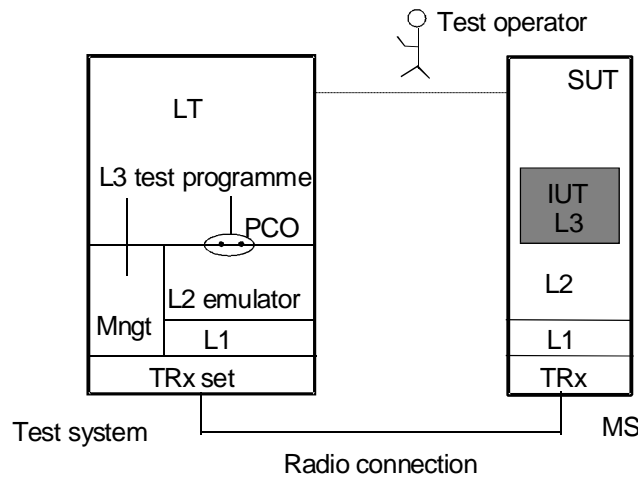 Test operator
LT
L3 test programme
PCO
L2 emulator
Mngt
L1
TRx set
Test system
SUT
IUT
L3
L2
L1
TRx
MS
Radio connection